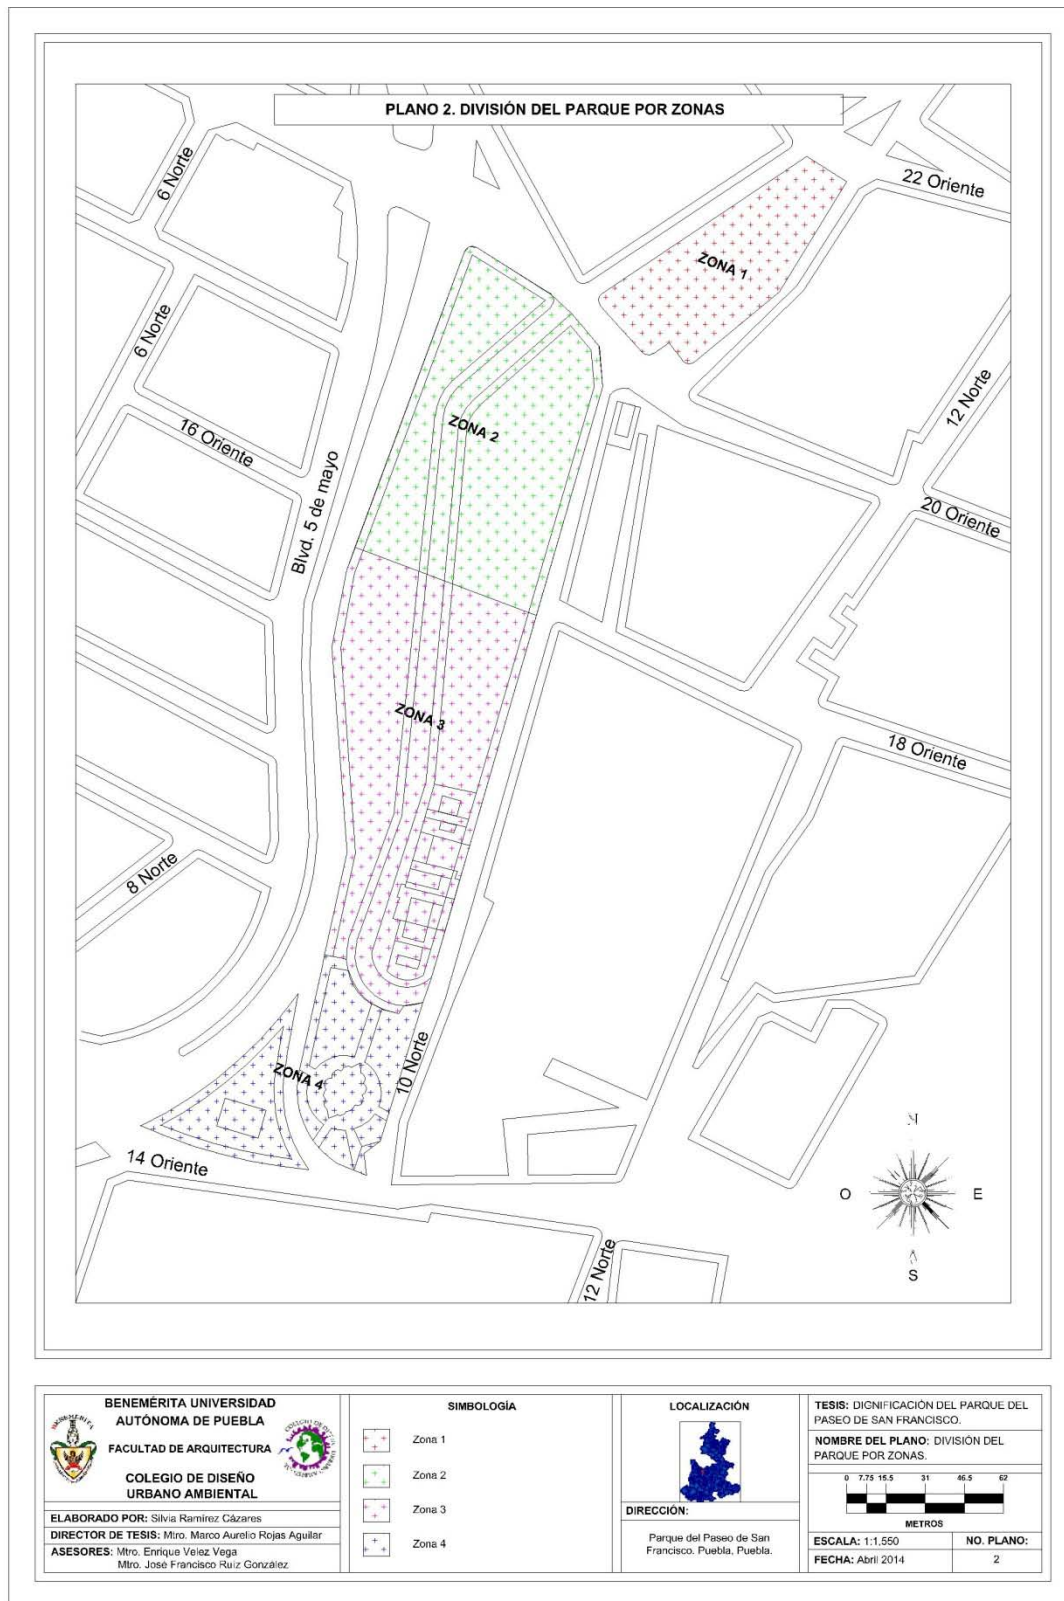 PLANO 2. DIVISIÓN DEL PARQUE POR ZONAS
6 Norte
22 Oriente
ZONA 1
6 Norte
12 Norte
16 Oriente
ZONA 2
Blvd. 5 de mayo
20 Oriente
ZONA 3
18 Oriente
8 Norte
10 Norte
ZONA 4
14 Oriente
N
O
E
S
12 Norte
BENEMÉRITA UNIVERSIDAD
AUTÓNOMA DE PUEBLA
FACULTAD DE ARQUITECTURA
COLEGIO DE DISEÑO
URBANO AMBIENTAL
ELABORADO POR: Silvia Ramírez Cázares
DIRECTOR DE TESIS: Mtro. Marco Aurelio Rojas Aguilar
ASESORES: Mtro. Enrique Velez Vega
Mtro. José Francisco Ruiz González
SIMBOLOGÍA
Zona 1
Zona 2
Zona 3
Zona 4
LOCALIZACIÓN
DIRECCIÓN:
Parque del Paseo de San
Francisco. Puebla, Puebla.
TESIS: DIGNIFICACIÓN DEL PARQUE DEL
PASEO DE SAN FRANCISCO.
NOMBRE DEL PLANO: DIVISIÓN DEL
PARQUE POR ZONAS.
0 7.75 15.5 31 46.5 62
METROS
ESCALA: 1:1,550
FECHA: Abril 2014
NO. PLANO:
2